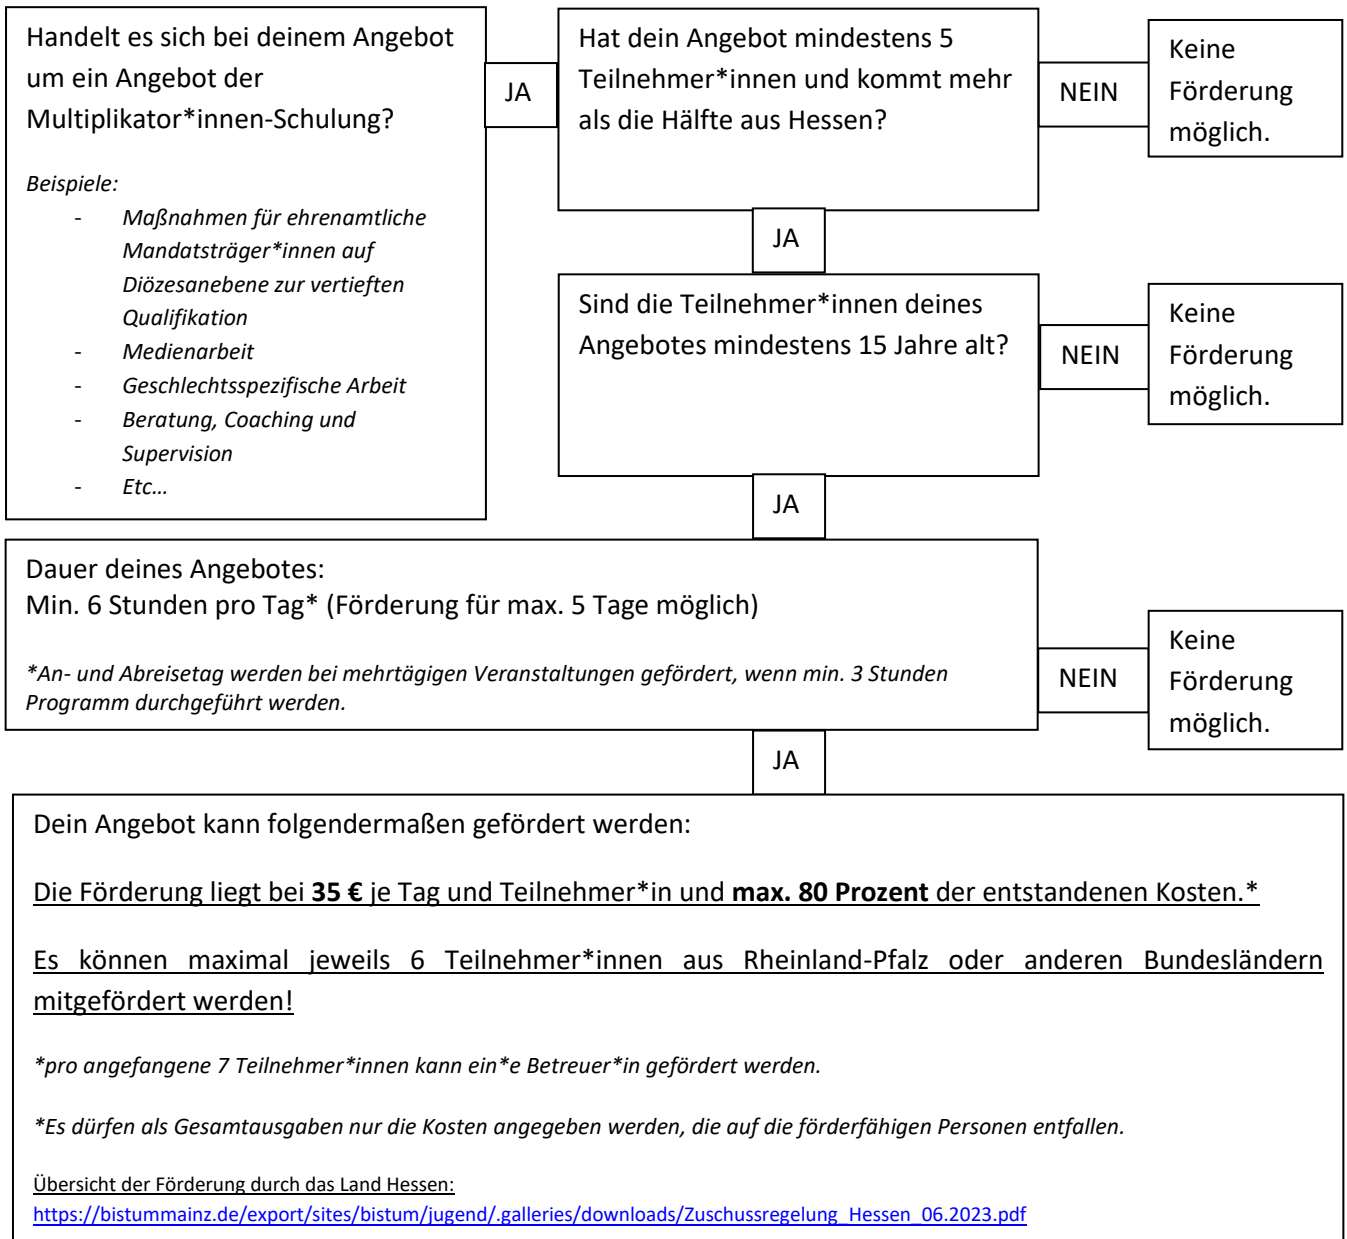 Handelt es sich bei deinem Angebot
um ein Angebot der
Multiplikator*innen-Schulung?
Beispiele:
- Maßnahmen für ehrenamtliche
Mandatsträger*innen auf
Diözesanebene zur vertieften
Qualifikation
- Medienarbeit
- Geschlechtsspezifische Arbeit
- Beratung, Coaching und
Supervision
- Etc…
JA
Hat dein Angebot mindestens 5
Teilnehmer*innen und kommt mehr
als die Hälfte aus Hessen?
NEIN
Keine
Förderung
möglich.
JA
Sind die Teilnehmer*innen deines
Angebotes mindestens 15 Jahre alt?
NEIN
Keine
Förderung
möglich.
JA
Dauer deines Angebotes:
Min. 6 Stunden pro Tag* (Förderung für max. 5 Tage möglich)
*An- und Abreisetag werden bei mehrtägigen Veranstaltungen gefördert, wenn min. 3 Stunden
Programm durchgeführt werden.
NEIN
Keine
Förderung
möglich.
JA
Dein Angebot kann folgendermaßen gefördert werden:
Die Förderung liegt bei 35 € je Tag und Teilnehmer*in und max. 80 Prozent der entstandenen Kosten.*
Es können maximal jeweils 6 Teilnehmer*innen aus Rheinland-Pfalz oder anderen Bundesländern
mitgefördert werden!
*pro angefangene 7 Teilnehmer*innen kann ein*e Betreuer*in gefördert werden.
*Es dürfen als Gesamtausgaben nur die Kosten angegeben werden, die auf die förderfähigen Personen entfallen.
Übersicht der Förderung durch das Land Hessen:
https://bistummainz.de/export/sites/bistum/jugend/.galleries/downloads/Zuschussregelung_Hessen_06.2023.pdf